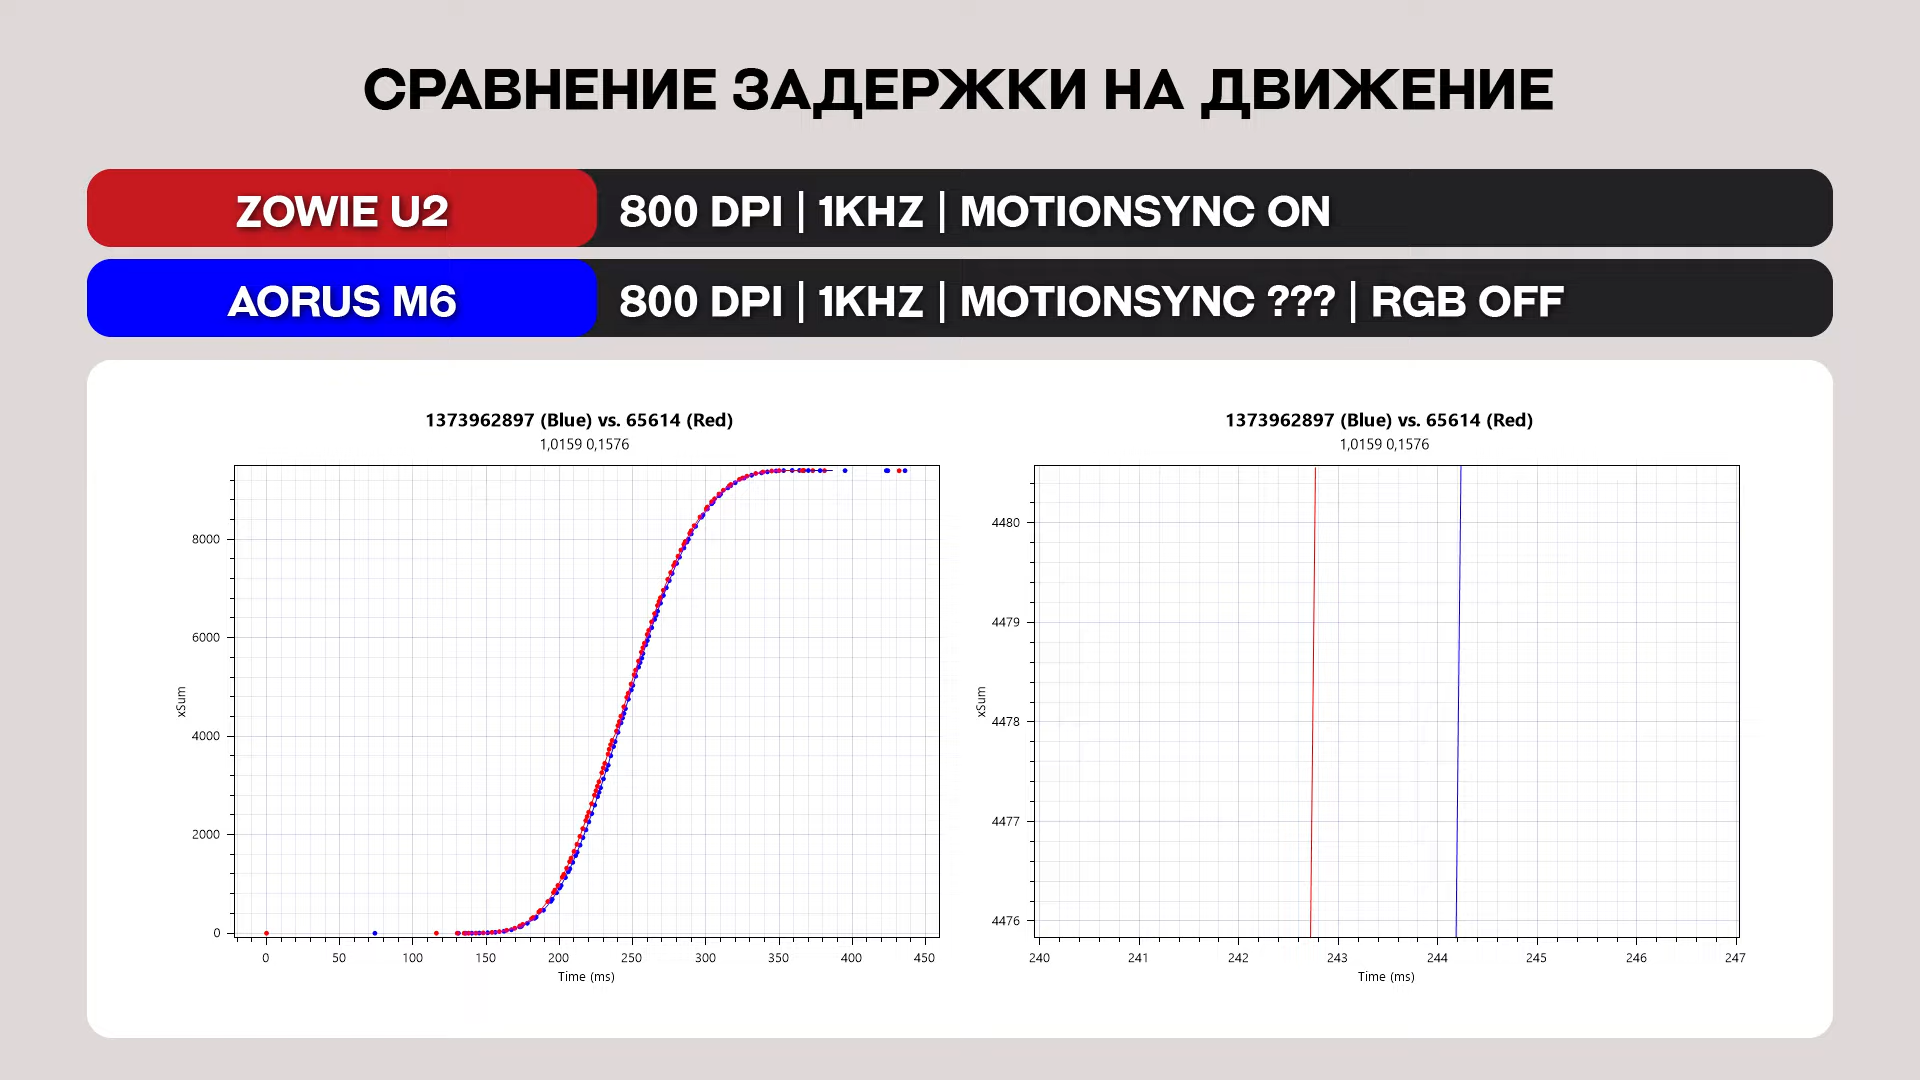 СРАВНЕНИЕ ЗАДЕРЖКИ НА ДВИЖЕНИЕ
ZOWIE U2
800 DPI | 1KHZ | MOTIONSYNC ON
AORUS M6
800 DPI | 1KHZ | MOTIONSYNC ??? | RGB OFF
1373962897 (Blue) vs. 65614 (Red)
1,0159 0,1576
xSum
8000
6000
4000
2000
0
0 50 100 150 200 250 300 350 400 450
Time (ms)
1373962897 (Blue) vs. 65614 (Red)
1,0159 0,1576
xSum
4480
4479
4478
4477
4476
240 241 242 243 244 245 246 247
Time (ms)